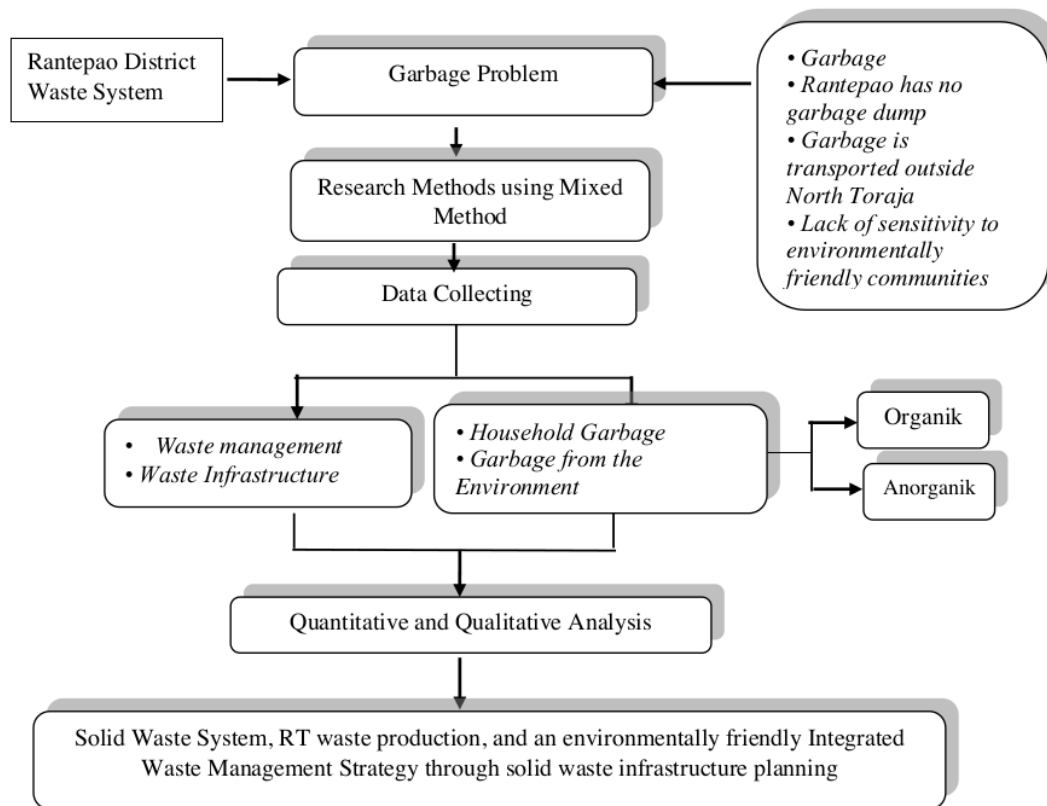 Rantepao District
Waste System
Garbage Problem
• Garbage
• Rantepao has no
garbage dump
• Garbage is
transported outside
North Toraja
• Lack of sensitivity to
environmentally
friendly communities
Research Methods using Mixed
Method
Data Collecting
• Waste management
• Waste Infrastructure
• Household Garbage
• Garbage from the
Environment
Organik
Anorganik
Quantitative and Qualitative Analysis
Solid Waste System, RT waste production, and an environmentally friendly Integrated
Waste Management Strategy through solid waste infrastructure planning